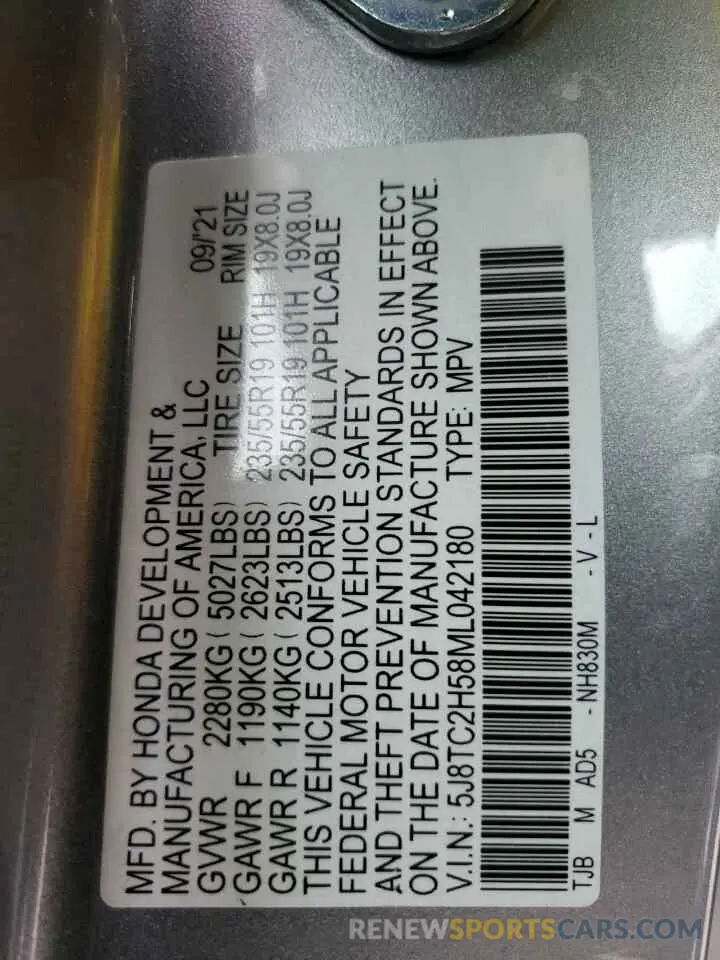 MFD. BY HONDA DEVELOPMENT &
MANUFACTURING OF AMERICA, LLC 09/'21
GVWR 2280KG ( 5027LBS) TIRE SIZE RIM SIZE
GAWR F 1190KG ( 2623LBS) 235/55R19 101H 19X8.0J
GAWR R 1140KG ( 2513LBS) 235/55R19 101H 19X8.0J
THIS VEHICLE CONFORMS TO ALL APPLICABLE
FEDERAL MOTOR VEHICLE SAFETY
AND THEFT PREVENTION STANDARDS IN EFFECT
ON THE DATE OF MANUFACTURE SHOWN ABOVE.
V.I.N.: 5J8TC2H58ML042180 TYPE: MPV
TJB M AD5 - NH830M - V - L
RENEWSPORTSCARS.COM